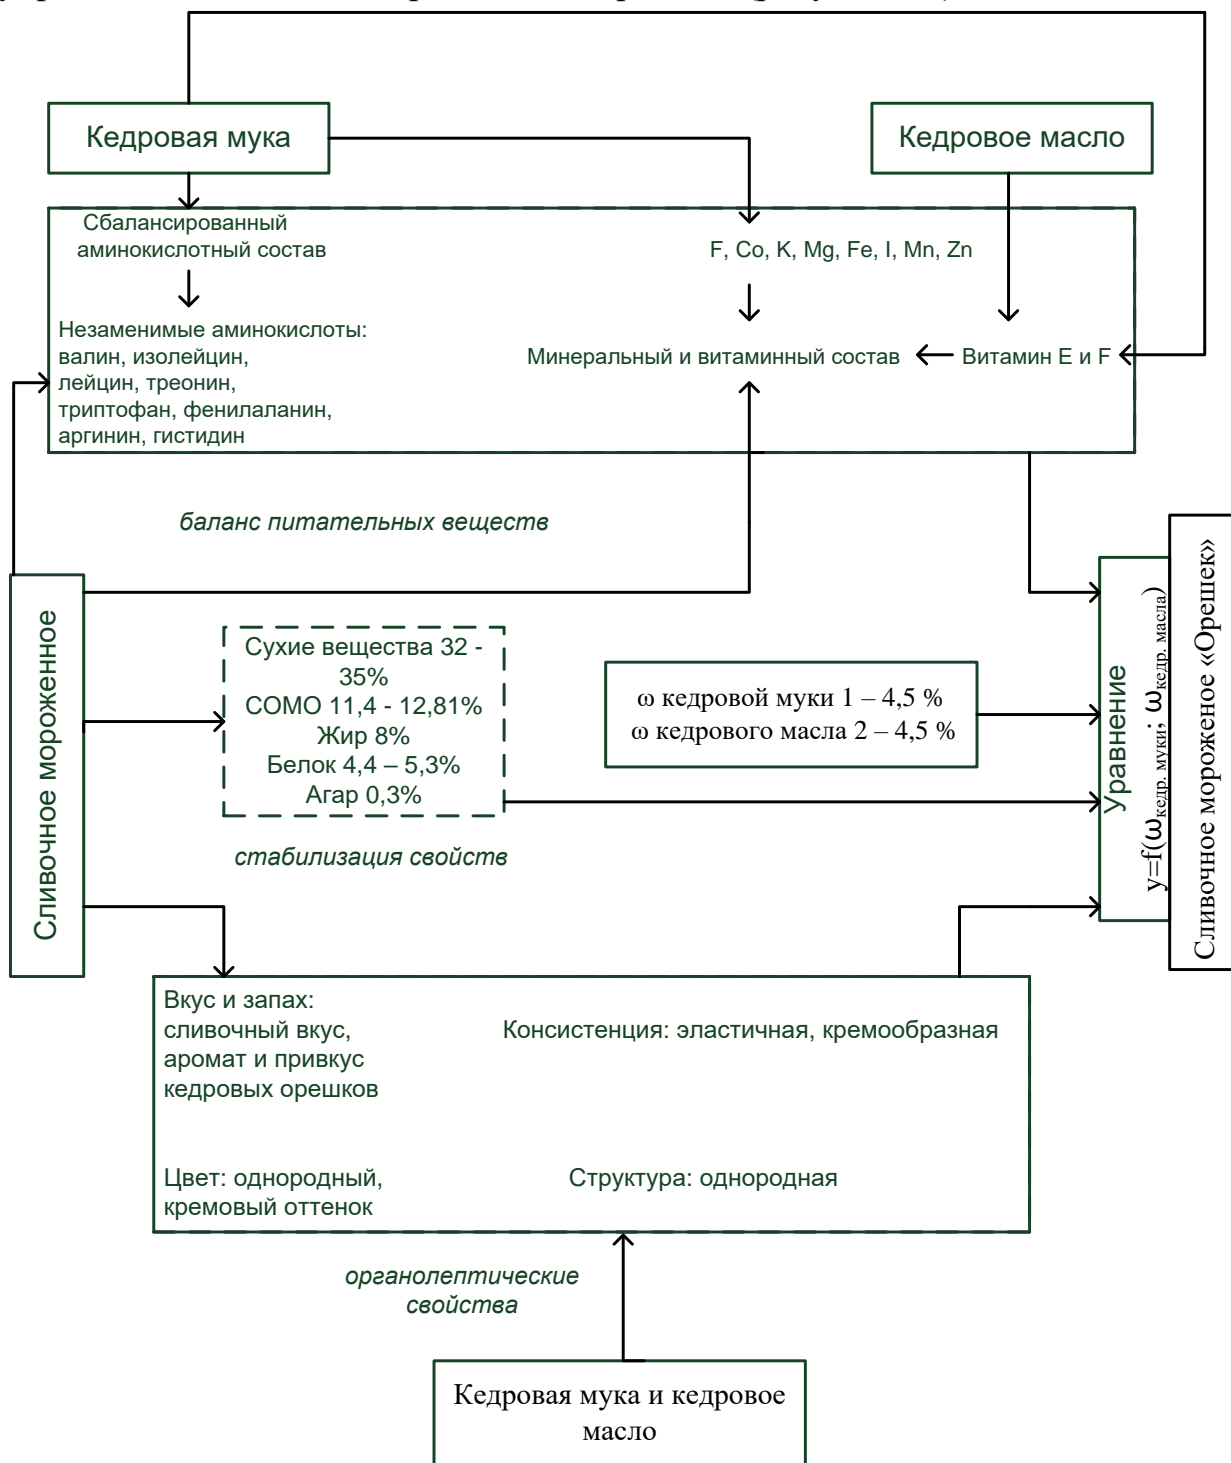 Кедровая мука
Кедровое масло
Сбалансированный
аминокислотный состав
F, Co, K, Mg, Fe, I, Mn, Zn
Незаменимые аминокислоты:
валин, изолейцин,
лейцин, треонин,
триптофан, фенилаланин,
аргинин, гистидин
Минеральный и витаминный состав
Витамин Е и F
баланс питательных веществ
Сливочное мороженное
Сухие вещества 32 -
35%
СОМО 11,4 - 12,81%
Жир 8%
Белок 4,4 – 5,3%
Агар 0,3%
ω кедровой муки 1 – 4,5 %
ω кедрового масла 2 – 4,5 %
Уравнение
y=f(ω кедр. муки; ω кедр. масла)
Сливочное мороженое «Орешек»
стабилизация свойств
Вкус и запах:
сливочный вкус,
аромат и привкус
кедровых орешков
Консистенция: эластичная, кремообразная
Цвет: однородный,
кремовый оттенок
Структура: однородная
органолептические
свойства
Кедровая мука и кедровое
масло